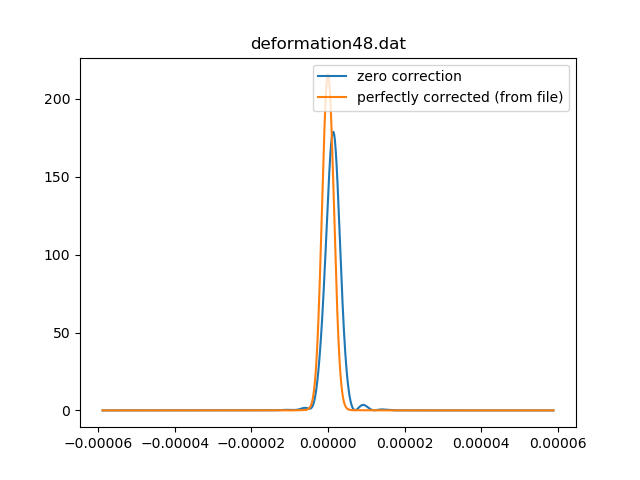 deformation48.dat
zero correction
perfectly corrected (from file)
200
150
100
50
0
−0.00006 −0.00004 −0.00002 0.00000 0.00002 0.00004 0.00006